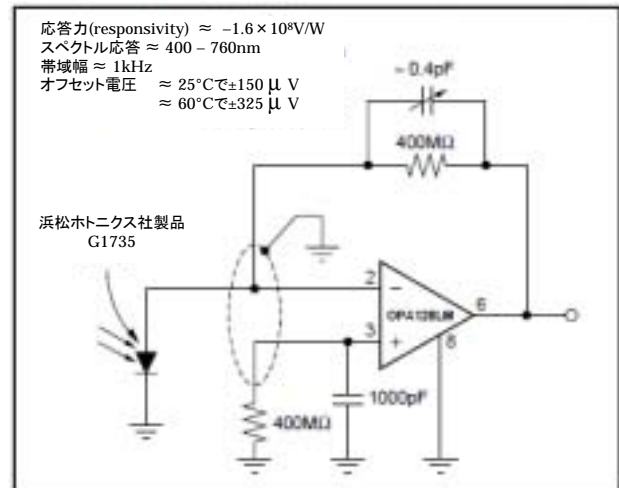 応答力(responsivity) ≈ −1.6×10⁸V/W
スペクトル応答 ≈ 400 – 760nm
帯域幅 ≈ 1kHz
オフセット電圧 ≈ 25°Cで±150 μ V
≈ 60°Cで±325 μ V
~0.4pF
400MΩ
浜松ホトニクス社製品
G1735
2
−
OPA128LM
6
3
+
8
1000pF
400MΩ